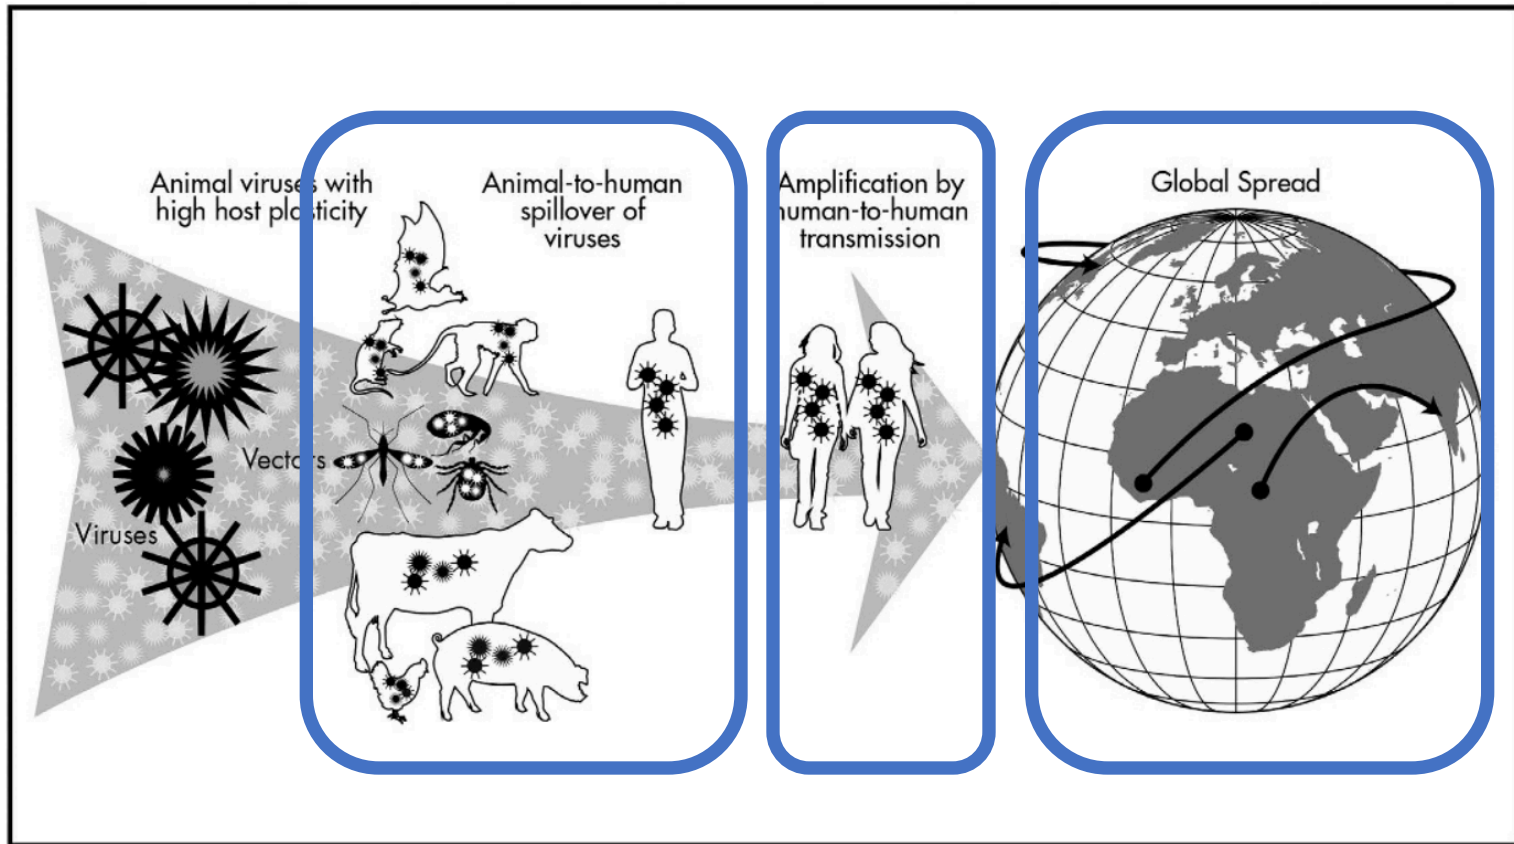 Animal viruses with
high host plasticity
Animal-to-human
spillover of
viruses
Amplification by
human-to-human
transmission
Global Spread
Vectors
Viruses